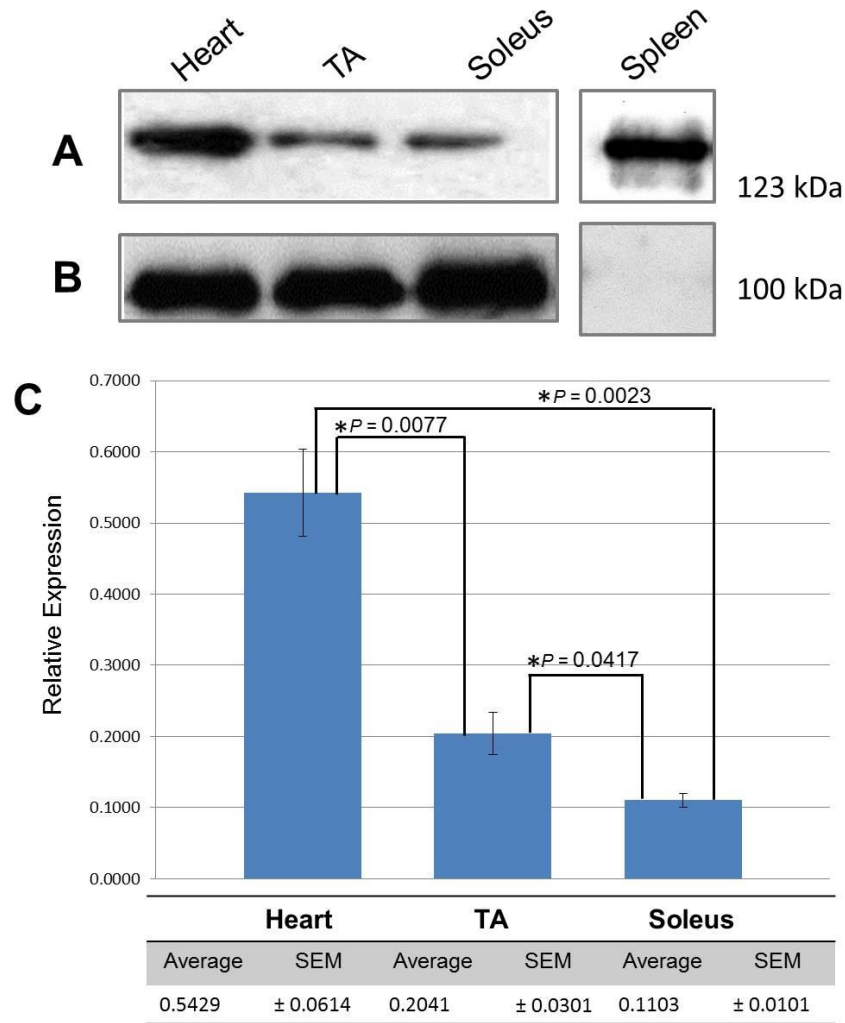 Heart TA Soleus Spleen
A
123 kDa
B
100 kDa
C
0.7000
0.6000
0.5000
0.4000
0.3000
0.2000
0.1000
0.0000
Relative Expression
*P = 0.0023
*P = 0.0077
*P = 0.0417
Heart TA Soleus
Average SEM Average SEM Average SEM
0.5429 ± 0.0614 0.2041 ± 0.0301 0.1103 ± 0.0101